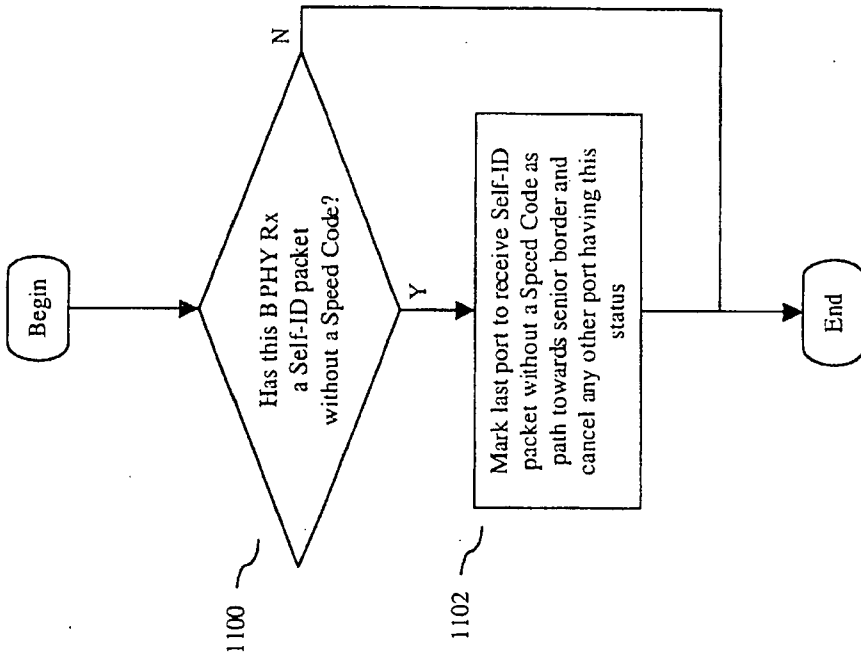 Begin
Has this B PHY Rx
a Self-ID packet
without a Speed Code?
N
Y
1100
Mark last port to receive Self-ID
packet without a Speed Code as
path towards senior border and
cancel any other port having this
status
1102
End